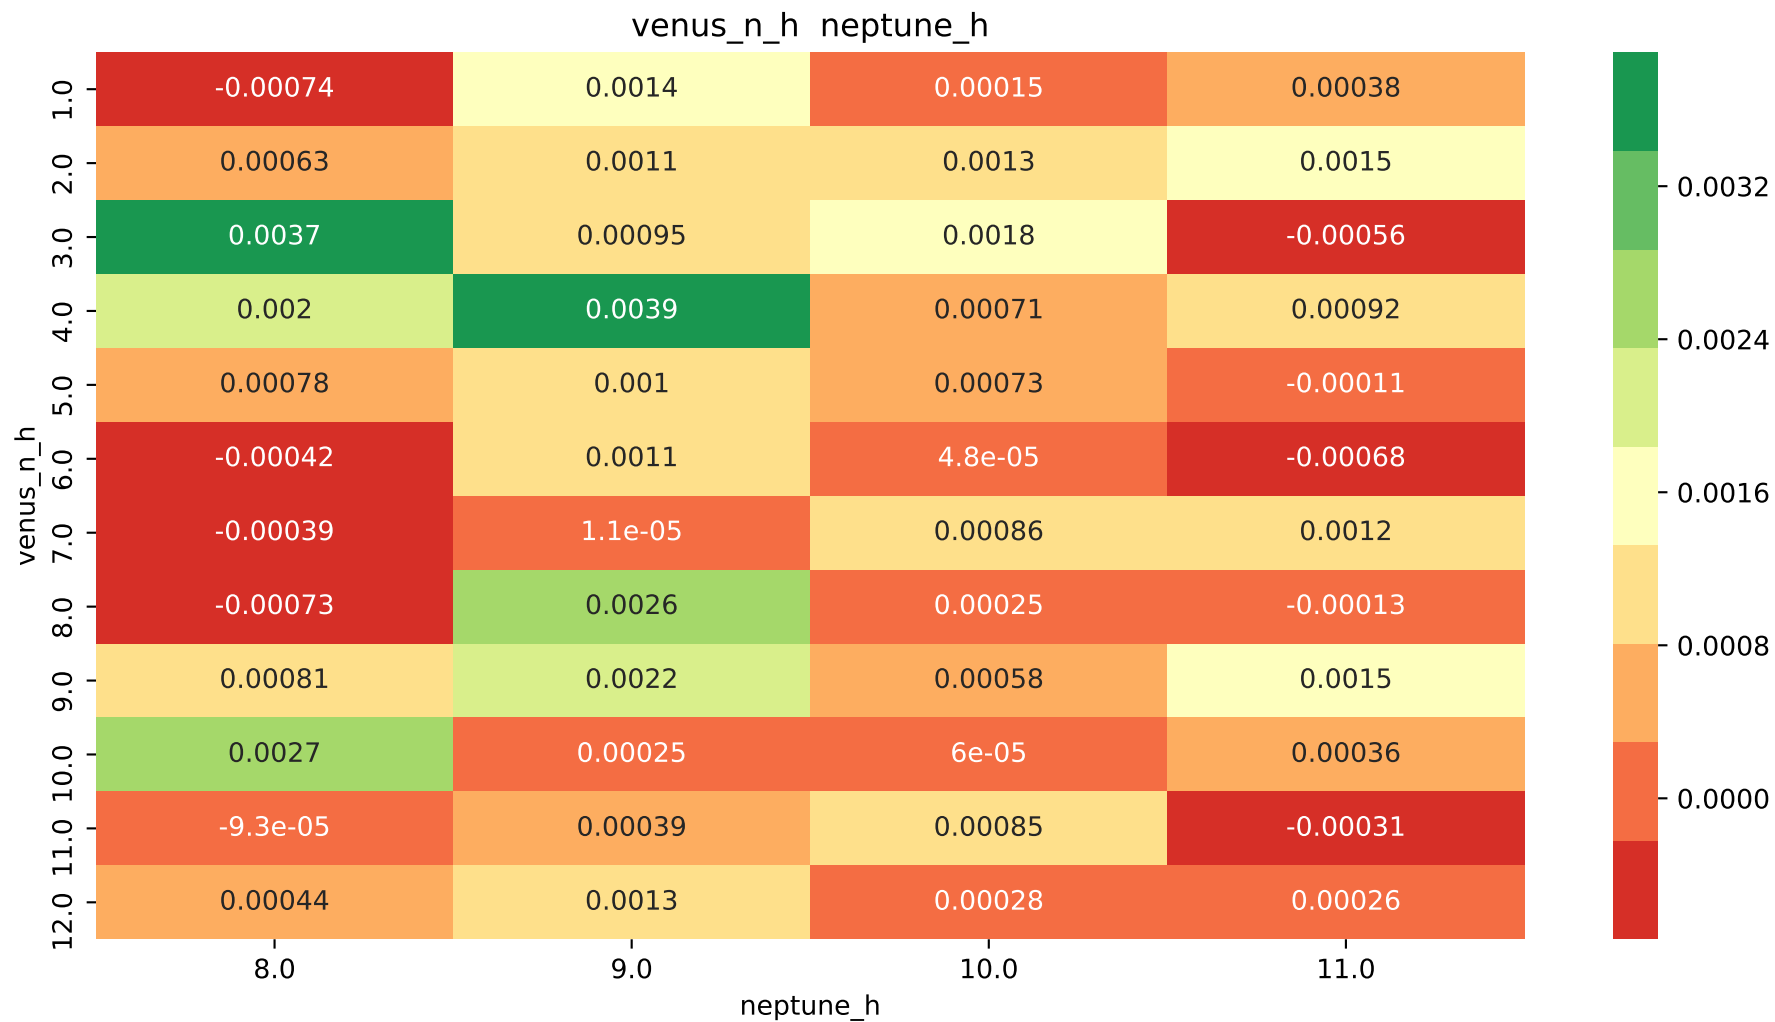 venus_n_h  neptune_h
venus_n_h
1.0 -0.00074 0.0014 0.00015 0.00038
2.0 0.00063 0.0011 0.0013 0.0015
3.0 0.0037 0.00095 0.0018 -0.00056
4.0 0.002 0.0039 0.00071 0.00092
5.0 0.00078 0.001 0.00073 -0.00011
6.0 -0.00042 0.0011 4.8e-05 -0.00068
7.0 -0.00039 1.1e-05 0.00086 0.0012
8.0 -0.00073 0.0026 0.00025 -0.00013
9.0 0.00081 0.0022 0.00058 0.0015
10.0 0.0027 0.00025 6e-05 0.00036
11.0 -9.3e-05 0.00039 0.00085 -0.00031
12.0 0.00044 0.0013 0.00028 0.00026
8.0 9.0 10.0 11.0
neptune_h
0.0032
0.0024
0.0016
0.0008
0.0000